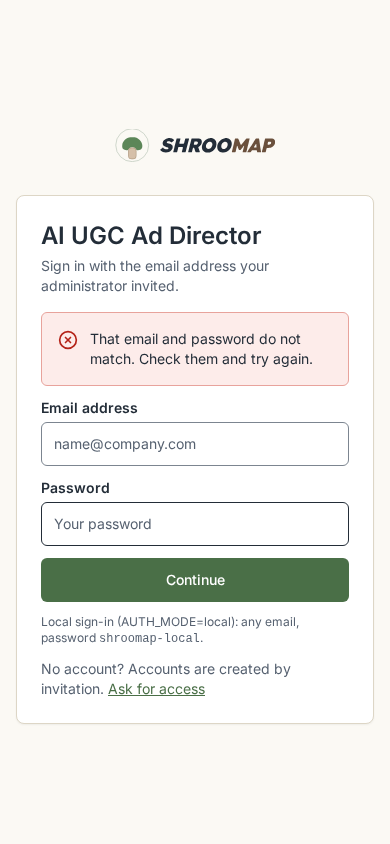 SHROOMAP
AI UGC Ad Director
Sign in with the email address your
administrator invited.
That email and password do not
match. Check them and try again.
Email address
name@company.com
Password
Your password
Continue
Local sign-in (AUTH_MODE=local): any email,
password shroomap-local.
No account? Accounts are created by
invitation. Ask for access